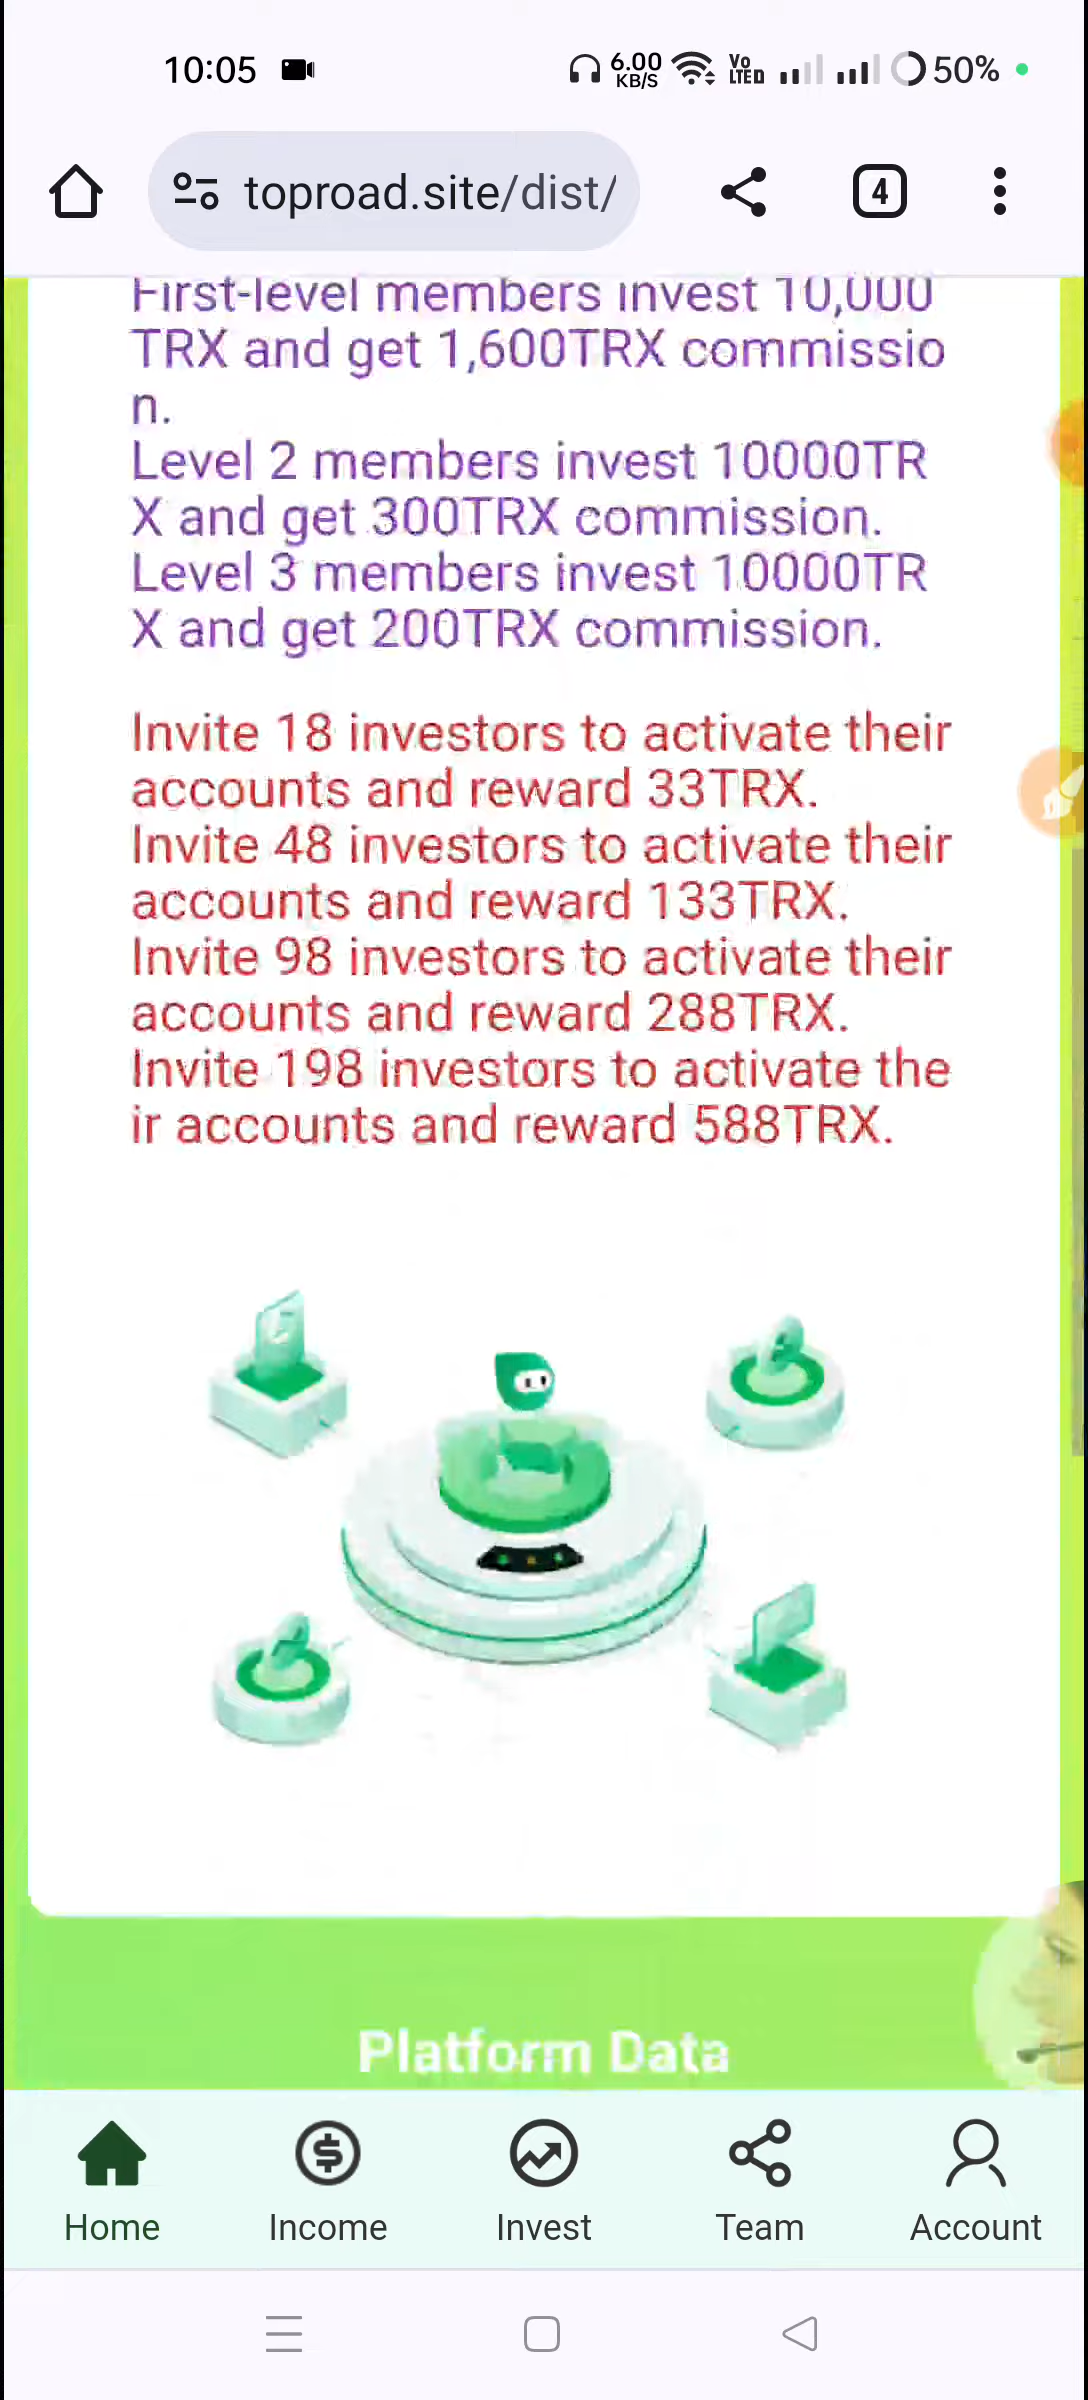 10:05 6.00 KB/S Vo LTED 50%
toproad.site/dist/ 4
First-level members invest 10,000
TRX and get 1,600TRX commissio
n.
Level 2 members invest 10000TR
X and get 300TRX commission.
Level 3 members invest 10000TR
X and get 200TRX commission.
Invite 18 investors to activate their
accounts and reward 33TRX.
Invite 48 investors to activate their
accounts and reward 133TRX.
Invite 98 investors to activate their
accounts and reward 288TRX.
Invite 198 investors to activate the
ir accounts and reward 588TRX.
Platform Data
Home Income Invest Team Account